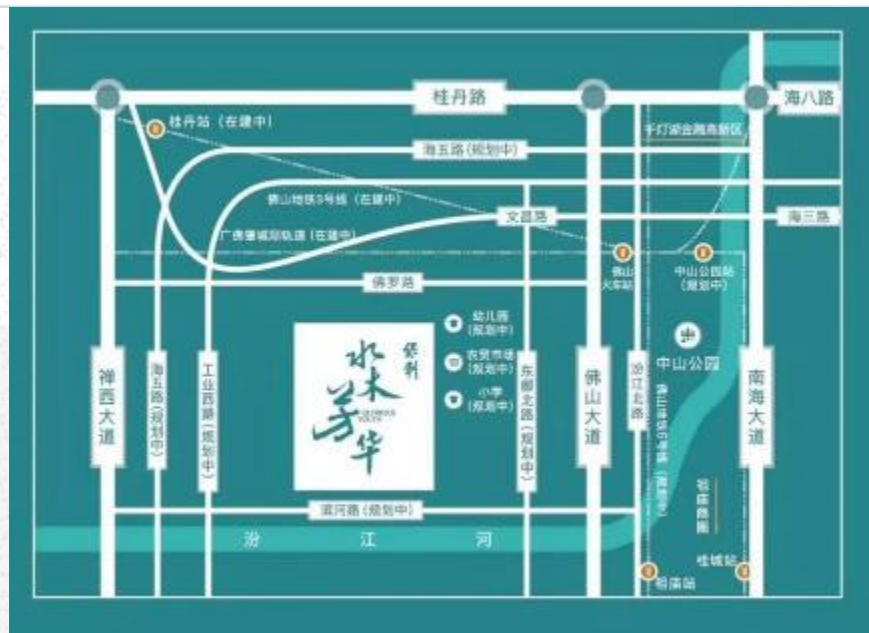 桂丹路
海八路
桂丹站（在建中）
千灯湖金融高新区
海五路（规划中）
佛山地铁3号线（在建中）
文昌路
海三路
广佛肇城际轨道（在建中）
佛山
火车站
中山公园站
（规划中）
佛罗路
幼儿园
（规划中）
农贸市场
（规划中）
小学
（规划中）
保利
水木芳华
GLORIOUS
YOUTH
中山公园
禅西大道
海五路（规划中）
工业西路（规划中）
东鄱北路（规划中）
佛山大道
汾江北路
南海大道
祖庙商圈
滨河路（规划中）
汾江河
桂城站
祖庙站